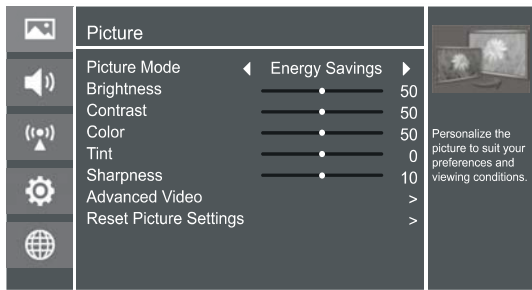 Picture
Picture Mode Energy Savings
Brightness 50
Contrast 50
Color 50
Tint 0
Sharpness 10
Advanced Video >
Reset Picture Settings >
Personalize the
picture to suit your
preferences and
viewing conditions.